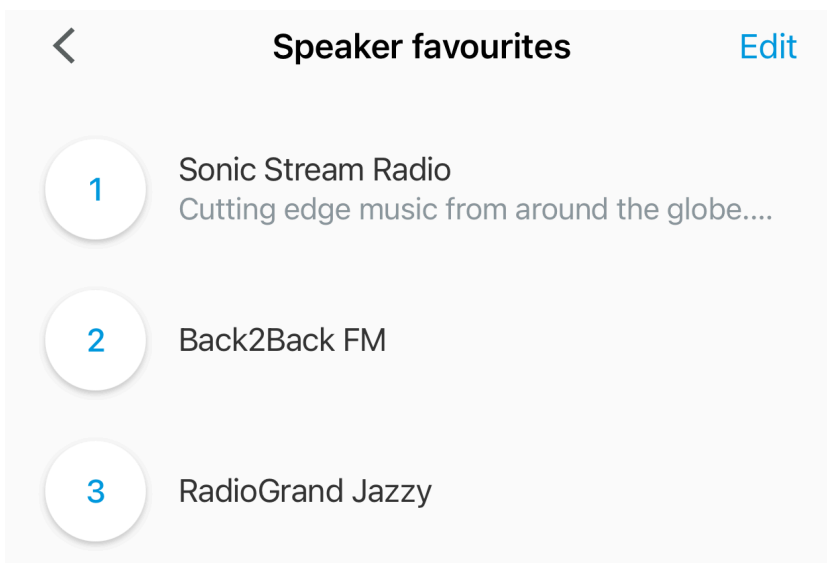 Speaker favourites
Edit
1
Sonic Stream Radio
Cutting edge music from around the globe....
2
Back2Back FM
3
RadioGrand Jazzy